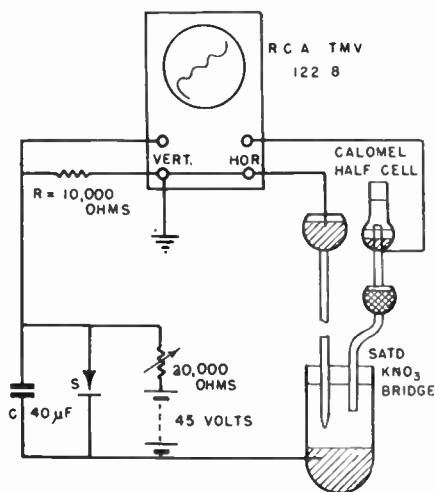 RCA TMV
122 B
VERT.
HOR.
CALOMEL
HALF CELL
R = 10,000
OHMS
SATD
KNO3
BRIDGE
S
20,000
OHMS
C
40 µF
45 VOLTS